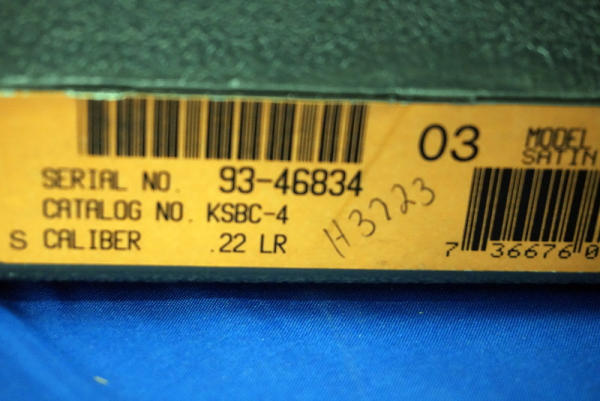 03 MODEL
SATIN
SERIAL NO. 93-46834
CATALOG NO. KSBC-4
S CALIBER .22 LR
H3723
7 36676 0